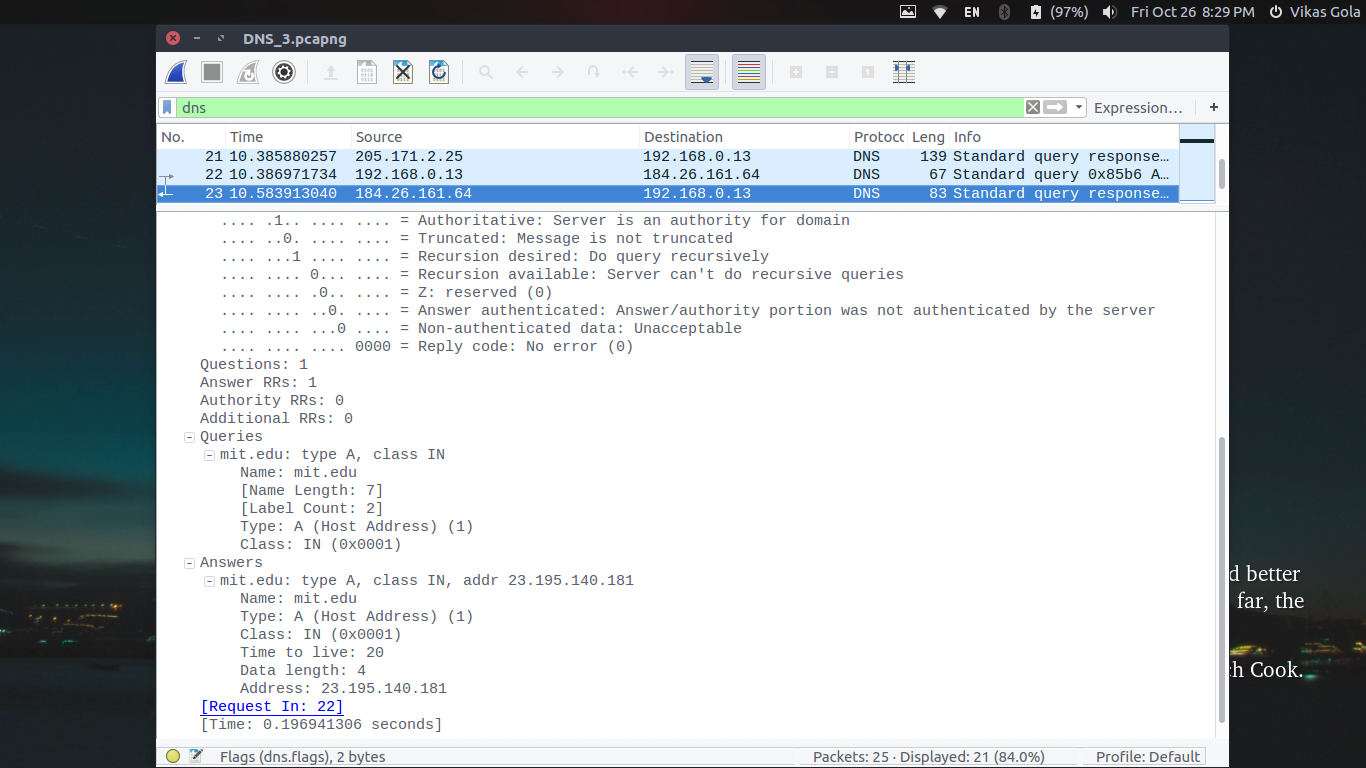 EN (97%) Fri Oct 26 8:29 PM Vikas Gola
DNS_3.pcapng
dns Expression… +
No. Time Source Destination Protocc Leng Info
21 10.385880257 205.171.2.25 192.168.0.13 DNS 139 Standard query response…
22 10.386971734 192.168.0.13 184.26.161.64 DNS 67 Standard query 0x85b6 A…
23 10.583913040 184.26.161.64 192.168.0.13 DNS 83 Standard query response…
.... .1.. .... .... = Authoritative: Server is an authority for domain
.... ..0. .... .... = Truncated: Message is not truncated
.... ...1 .... .... = Recursion desired: Do query recursively
.... .... 0... .... = Recursion available: Server can't do recursive queries
.... .... .0.. .... = Z: reserved (0)
.... .... ..0. .... = Answer authenticated: Answer/authority portion was not authenticated by the server
.... .... ...0 .... = Non-authenticated data: Unacceptable
.... .... .... 0000 = Reply code: No error (0)
Questions: 1
Answer RRs: 1
Authority RRs: 0
Additional RRs: 0
Queries
mit.edu: type A, class IN
Name: mit.edu
[Name Length: 7]
[Label Count: 2]
Type: A (Host Address) (1)
Class: IN (0x0001)
Answers
mit.edu: type A, class IN, addr 23.195.140.181
Name: mit.edu
Type: A (Host Address) (1)
Class: IN (0x0001)
Time to live: 20
Data length: 4
Address: 23.195.140.181
[Request In: 22]
[Time: 0.196941306 seconds]
d better
far, the
ch Cook.
Flags (dns.flags), 2 bytes Packets: 25 · Displayed: 21 (84.0%) Profile: Default